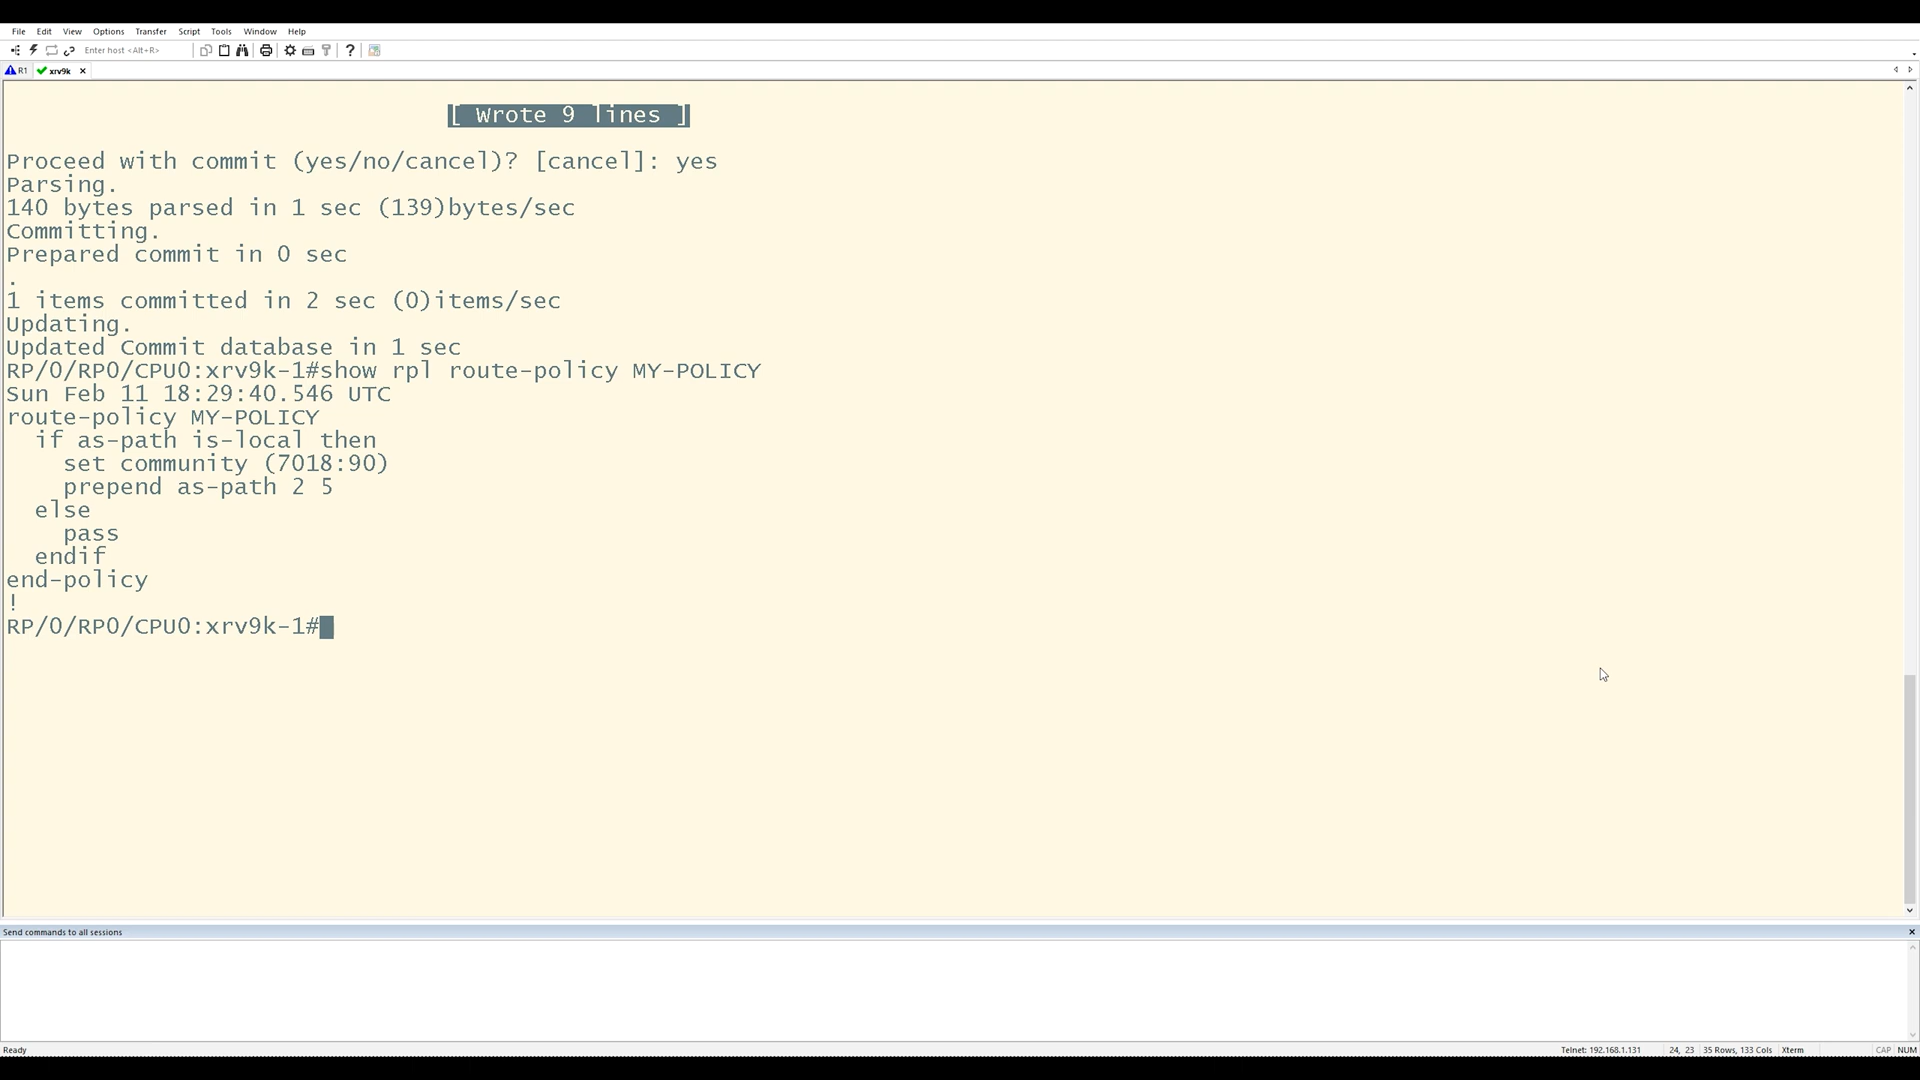 File Edit View Options Transfer Script Tools Window Help
Enter host <Alt+R>
R1 xrv9k
[ Wrote 9 lines ]
Proceed with commit (yes/no/cancel)? [cancel]: yes
Parsing.
140 bytes parsed in 1 sec (139)bytes/sec
Committing.
Prepared commit in 0 sec
.
1 items committed in 2 sec (0)items/sec
Updating.
Updated Commit database in 1 sec
RP/0/RP0/CPU0:xrv9k-1#show rpl route-policy MY-POLICY
Sun Feb 11 18:29:40.546 UTC
route-policy MY-POLICY
  if as-path is-local then
    set community (7018:90)
    prepend as-path 2 5
  else
    pass
  endif
end-policy
!
RP/0/RP0/CPU0:xrv9k-1#
Send commands to all sessions
Ready Telnet: 192.168.1.131 24, 23 35 Rows, 133 Cols Xterm CAP NUM